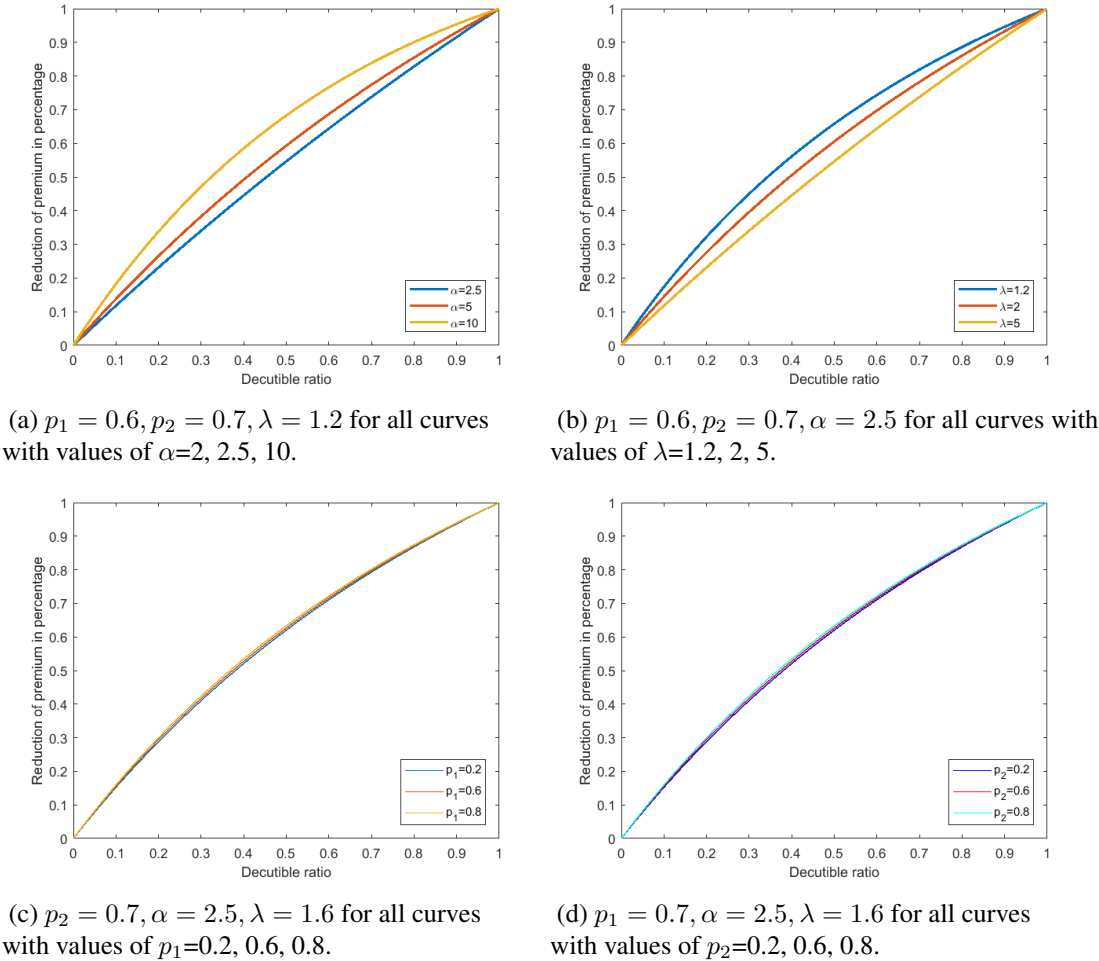 1
0.9
0.8
0.7
0.6
0.5
0.4
0.3
0.2
0.1
0
Reduction of premium in percentage
α=2.5
α=5
α=10
0 0.1 0.2 0.3 0.4 0.5 0.6 0.7 0.8 0.9 1
Decutible ratio
1
0.9
0.8
0.7
0.6
0.5
0.4
0.3
0.2
0.1
0
Reduction of premium in percentage
λ=1.2
λ=2
λ=5
0 0.1 0.2 0.3 0.4 0.5 0.6 0.7 0.8 0.9 1
Decutible ratio
(a) p₁ = 0.6, p₂ = 0.7, λ = 1.2 for all curves
with values of α=2, 2.5, 10.
(b) p₁ = 0.6, p₂ = 0.7, α = 2.5 for all curves with
values of λ=1.2, 2, 5.
1
0.9
0.8
0.7
0.6
0.5
0.4
0.3
0.2
0.1
0
Reduction of premium in percentage
p₁=0.2
p₁=0.6
p₁=0.8
0 0.1 0.2 0.3 0.4 0.5 0.6 0.7 0.8 0.9 1
Decutible ratio
1
0.9
0.8
0.7
0.6
0.5
0.4
0.3
0.2
0.1
0
Reduction of premium in percentage
p₂=0.2
p₂=0.6
p₂=0.8
0 0.1 0.2 0.3 0.4 0.5 0.6 0.7 0.8 0.9 1
Decutible ratio
(c) p₂ = 0.7, α = 2.5, λ = 1.6 for all curves
with values of p₁=0.2, 0.6, 0.8.
(d) p₁ = 0.7, α = 2.5, λ = 1.6 for all curves
with values of p₂=0.2, 0.6, 0.8.